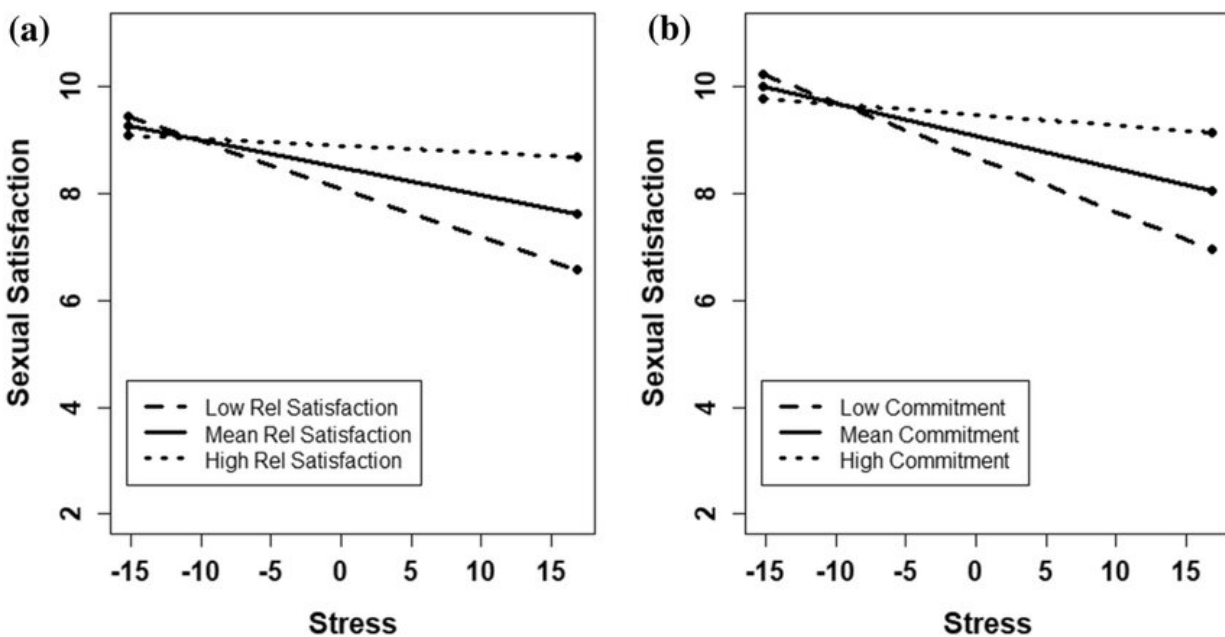 (a)
Sexual Satisfaction
10
8
6
4
2
Low Rel Satisfaction
Mean Rel Satisfaction
High Rel Satisfaction
-15 -10 -5 0 5 10 15
Stress
(b)
Sexual Satisfaction
10
8
6
4
2
Low Commitment
Mean Commitment
High Commitment
-15 -10 -5 0 5 10 15
Stress